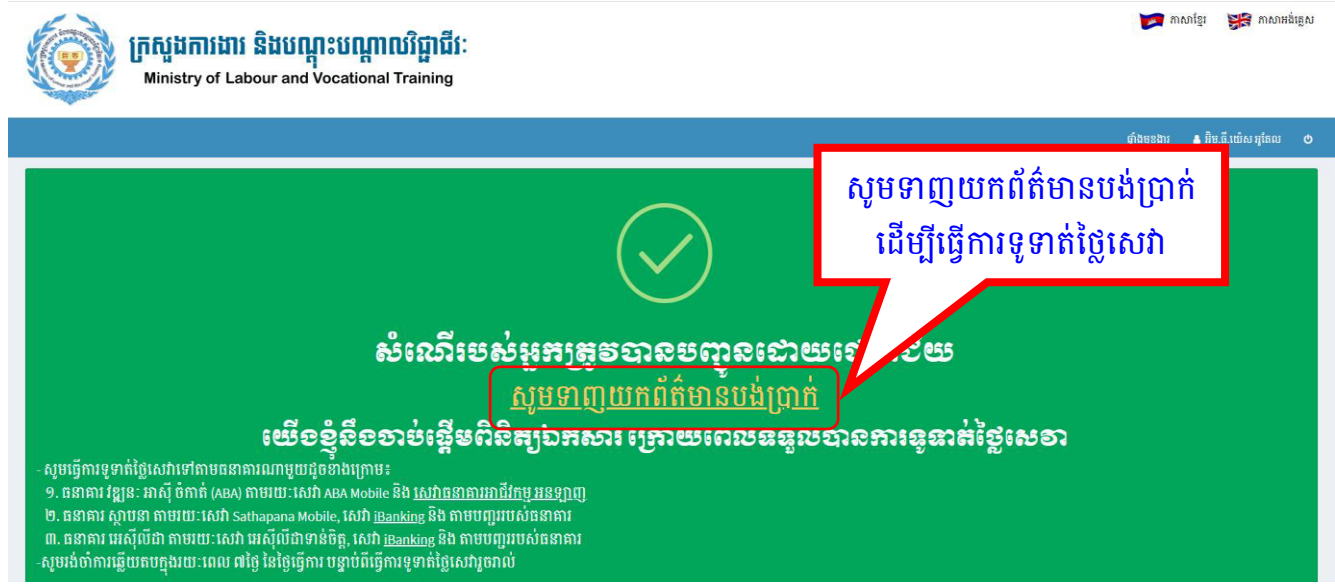 ភាសាខ្មែរ ភាសាអង់គ្លេស
ក្រសួងការងារ និងបណ្តុះបណ្តាលវិជ្ជាជីវៈ
Ministry of Labour and Vocational Training
ផ្ទាំងមុខងារ អ៊ិម.ធី.យ៉េស អូតែល
សូមទាញយកព័ត៌មានបង់ប្រាក់
ដើម្បីធ្វើការទូទាត់ថ្លៃសេវា
សំណើរបស់អ្នកត្រូវបានបញ្ជូនដោយ
សូមទាញយកព័ត៌មានបង់ប្រាក់
យើងខ្ញុំនឹងចាប់ផ្តើមពិនិត្យឯកសារ ក្រោយពេលទទួលបានការទូទាត់ថ្លៃសេវា
- សូមធ្វើការទូទាត់ថ្លៃសេវាទៅតាមធនាគារណាមួយដូចខាងក្រោម៖
១. ធនាគារ វឌ្ឍនៈ អាស៊ី ចំកាត់ (ABA) តាមរយៈសេវា ABA Mobile និង សេវាធនាគារអាជីវកម្ម អនឡាញ
២. ធនាគារ ស្ថាបនា តាមរយៈសេវា Sathapana Mobile, សេវា iBanking និង តាមបញ្ជររបស់ធនាគារ
៣. ធនាគារ អេស៊ីលីដា តាមរយៈសេវា អេស៊ីលីដាទាន់ចិត្ត, សេវា iBanking និង តាមបញ្ជររបស់ធនាគារ
-សូមរង់ចាំការឆ្លើយតបក្នុងរយៈពេល ៧ថ្ងៃ នៃថ្ងៃធ្វើការ បន្ទាប់ពីធ្វើការទូទាត់ថ្លៃសេវារួចរាល់